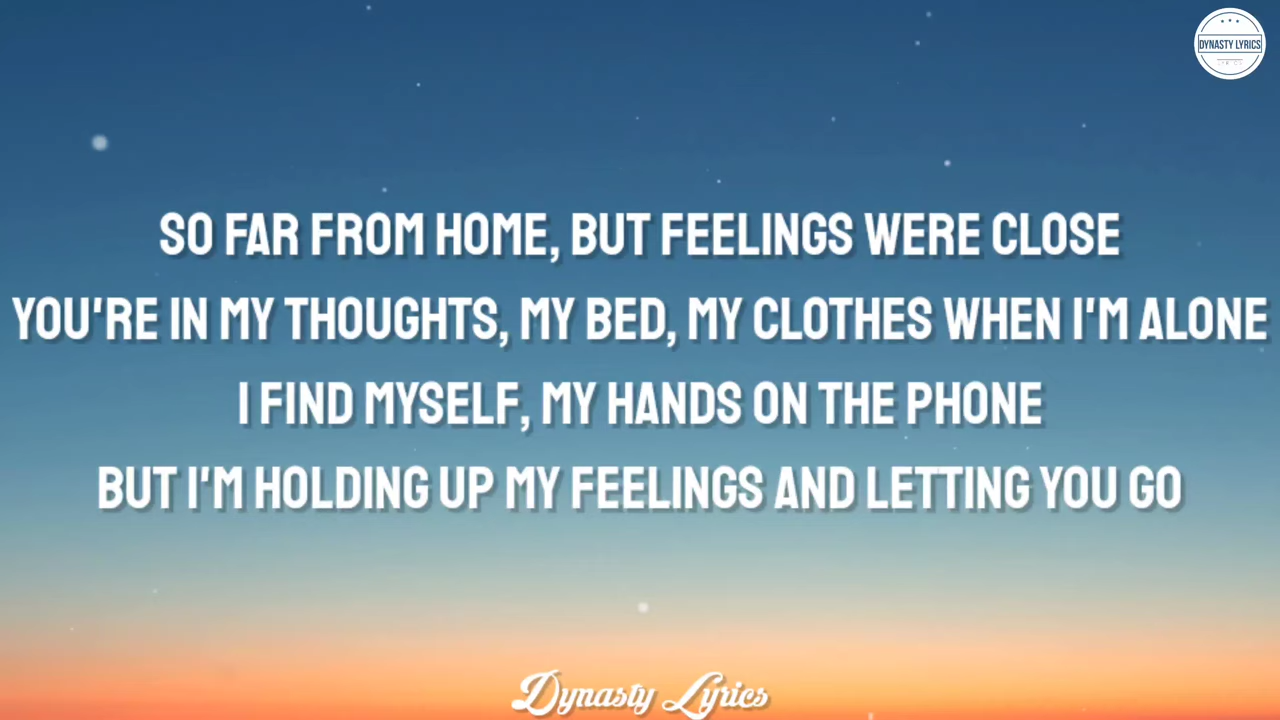 DYNASTY LYRICS
SO FAR FROM HOME, BUT FEELINGS WERE CLOSE
YOU'RE IN MY THOUGHTS, MY BED, MY CLOTHES WHEN I'M ALONE
I FIND MYSELF, MY HANDS ON THE PHONE
BUT I'M HOLDING UP MY FEELINGS AND LETTING YOU GO
Dynasty Lyrics